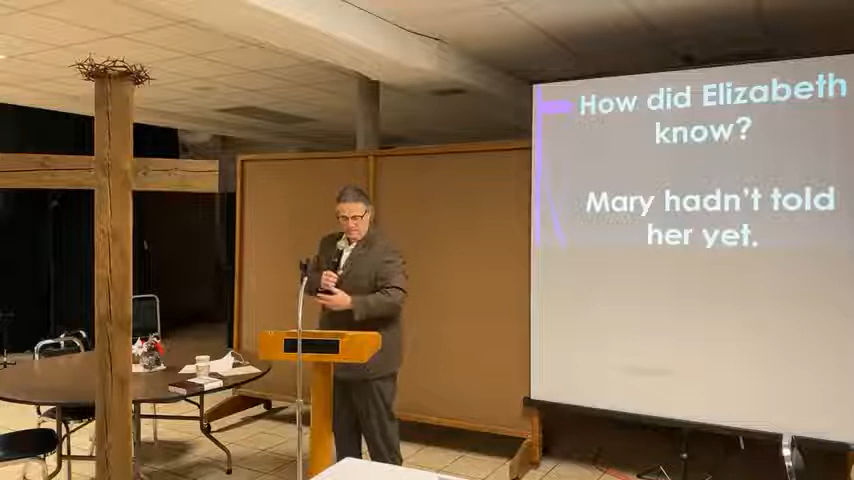 How did Elizabeth
know?
Mary hadn't told
her yet.